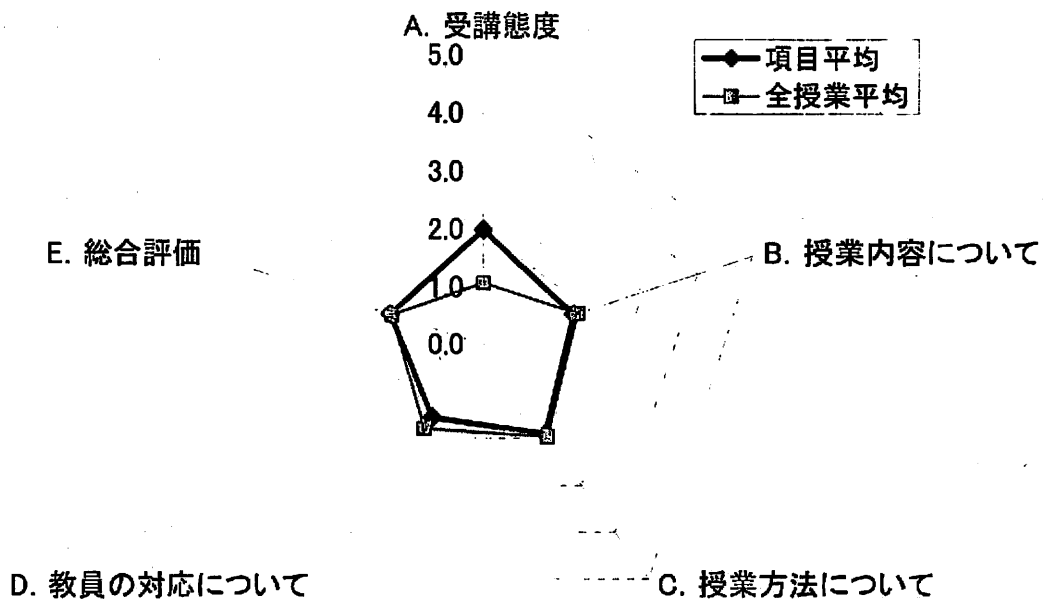 A. 受講態度
5.0
項目平均
全授業平均
4.0
3.0
2.0
E. 総合評価
B. 授業内容について
1.0
0.0
D. 教員の対応について
C. 授業方法について